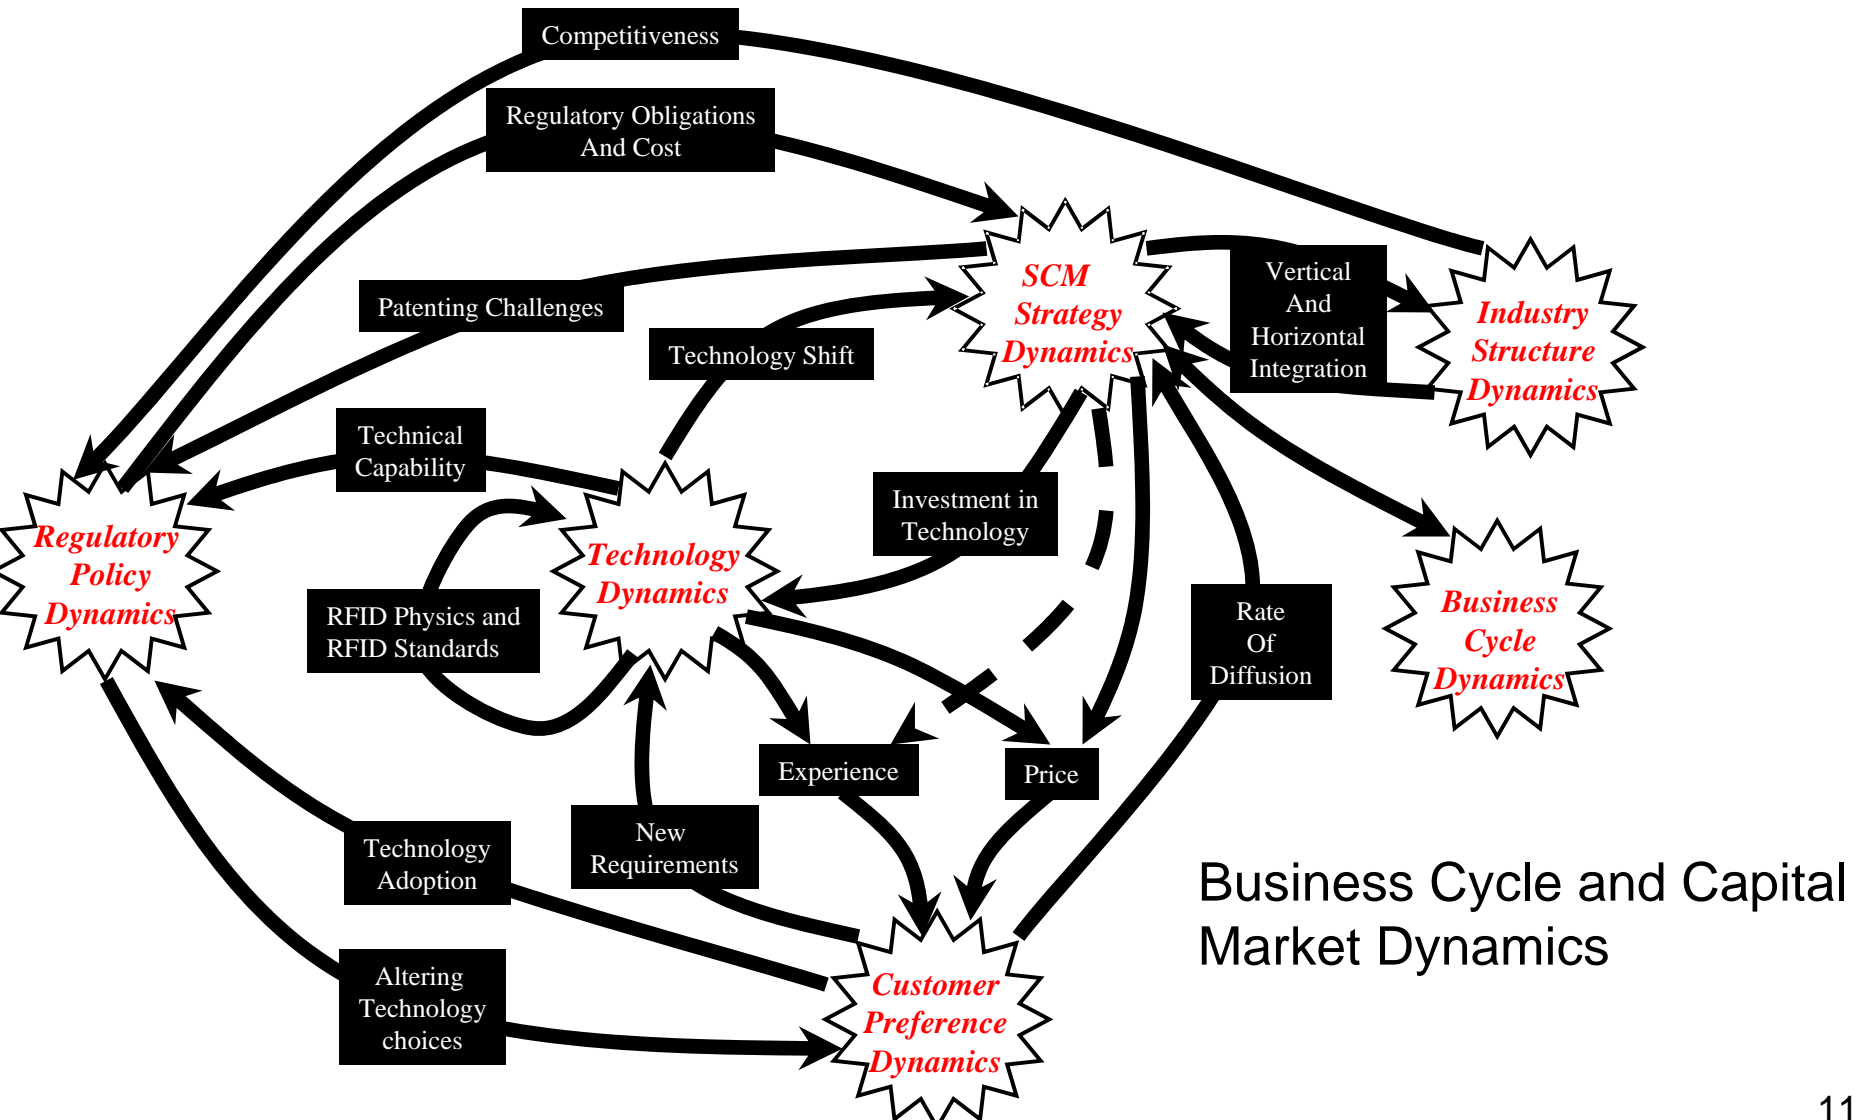 Competitiveness
Regulatory Obligations
And Cost
SCM
Strategy
Dynamics
Vertical
And
Horizontal
Integration
Industry
Structure
Dynamics
Patenting Challenges
Technology Shift
Technical
Capability
Investment in
Technology
Regulatory
Policy
Dynamics
Technology
Dynamics
RFID Physics and
RFID Standards
Rate
Of
Diffusion
Business
Cycle
Dynamics
Experience
Price
New
Requirements
Technology
Adoption
Altering
Technology
choices
Customer
Preference
Dynamics
Business Cycle and Capital
Market Dynamics
11